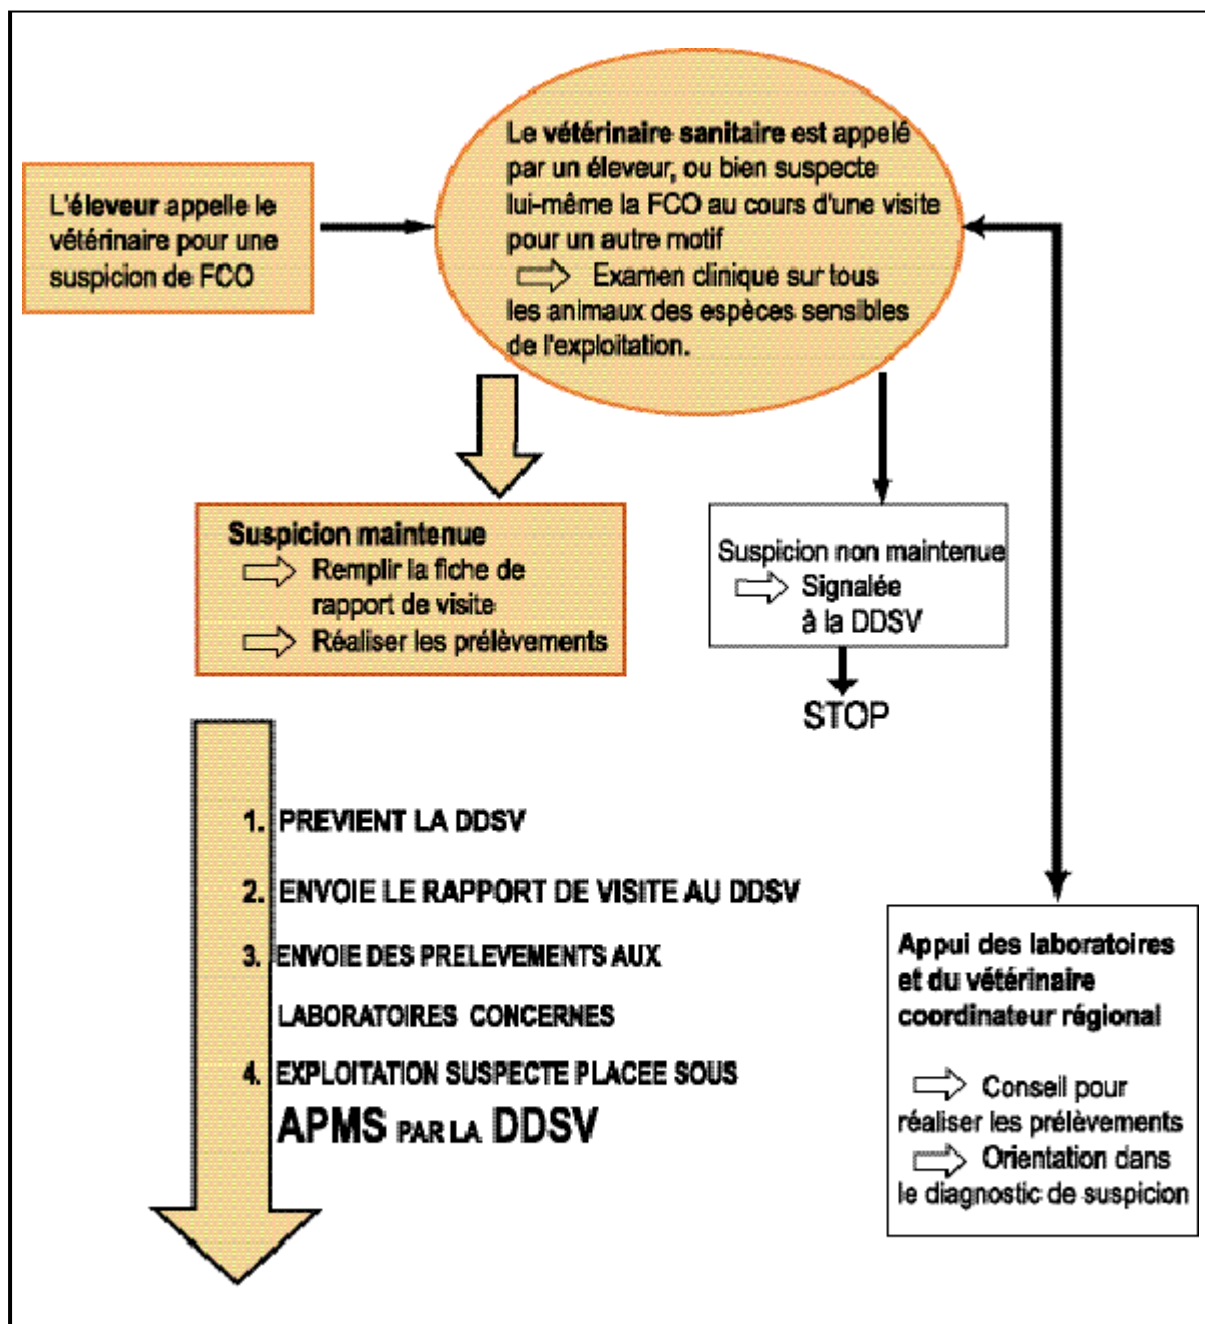 L'éleveur appelle le
vétérinaire pour une
suspicion de FCO
Le vétérinaire sanitaire est appelé
par un éleveur, ou bien suspecte
lui-même la FCO au cours d'une visite
pour un autre motif
Examen clinique sur tous
les animaux des espèces sensibles
de l'exploitation.
Suspicion maintenue
Remplir la fiche de
rapport de visite
Réaliser les prélèvements
Suspicion non maintenue
Signalée
à la DDSV
STOP
1. PREVIENT LA DDSV
2. ENVOIE LE RAPPORT DE VISITE AU DDSV
3. ENVOIE DES PRELEVEMENTS AUX
LABORATOIRES CONCERNES
4. EXPLOITATION SUSPECTE PLACEE SOUS
APMS PAR LA DDSV
Appui des laboratoires
et du vétérinaire
coordinateur régional
Conseil pour
réaliser les prélèvements
Orientation dans
le diagnostic de suspicion